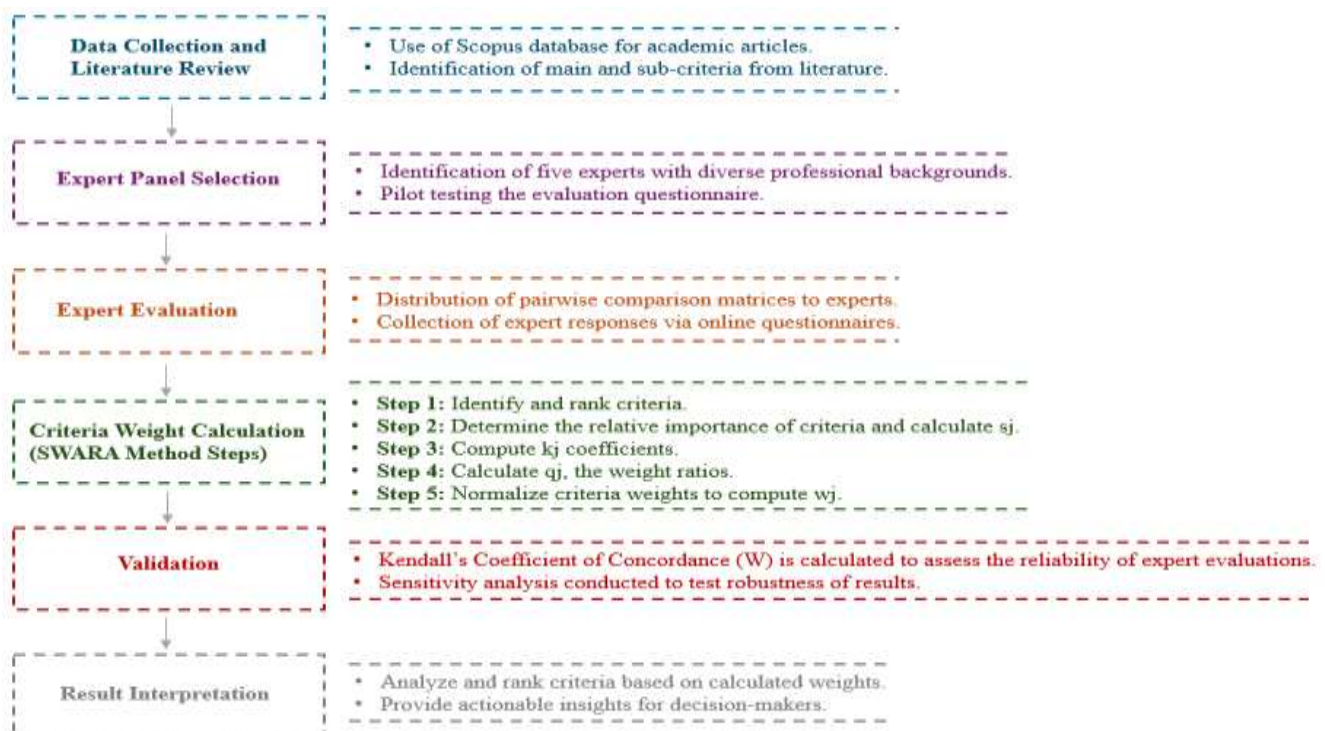 Data Collection and
Literature Review
• Use of Scopus database for academic articles.
• Identification of main and sub-criteria from literature.
Expert Panel Selection
• Identification of five experts with diverse professional backgrounds.
• Pilot testing the evaluation questionnaire.
Expert Evaluation
• Distribution of pairwise comparison matrices to experts.
• Collection of expert responses via online questionnaires.
Criteria Weight Calculation
(SWARA Method Steps)
• Step 1: Identify and rank criteria.
• Step 2: Determine the relative importance of criteria and calculate sj.
• Step 3: Compute kj coefficients.
• Step 4: Calculate qj, the weight ratios.
• Step 5: Normalize criteria weights to compute wj.
Validation
• Kendall's Coefficient of Concordance (W) is calculated to assess the reliability of expert evaluations.
• Sensitivity analysis conducted to test robustness of results.
Result Interpretation
• Analyze and rank criteria based on calculated weights.
• Provide actionable insights for decision-makers.